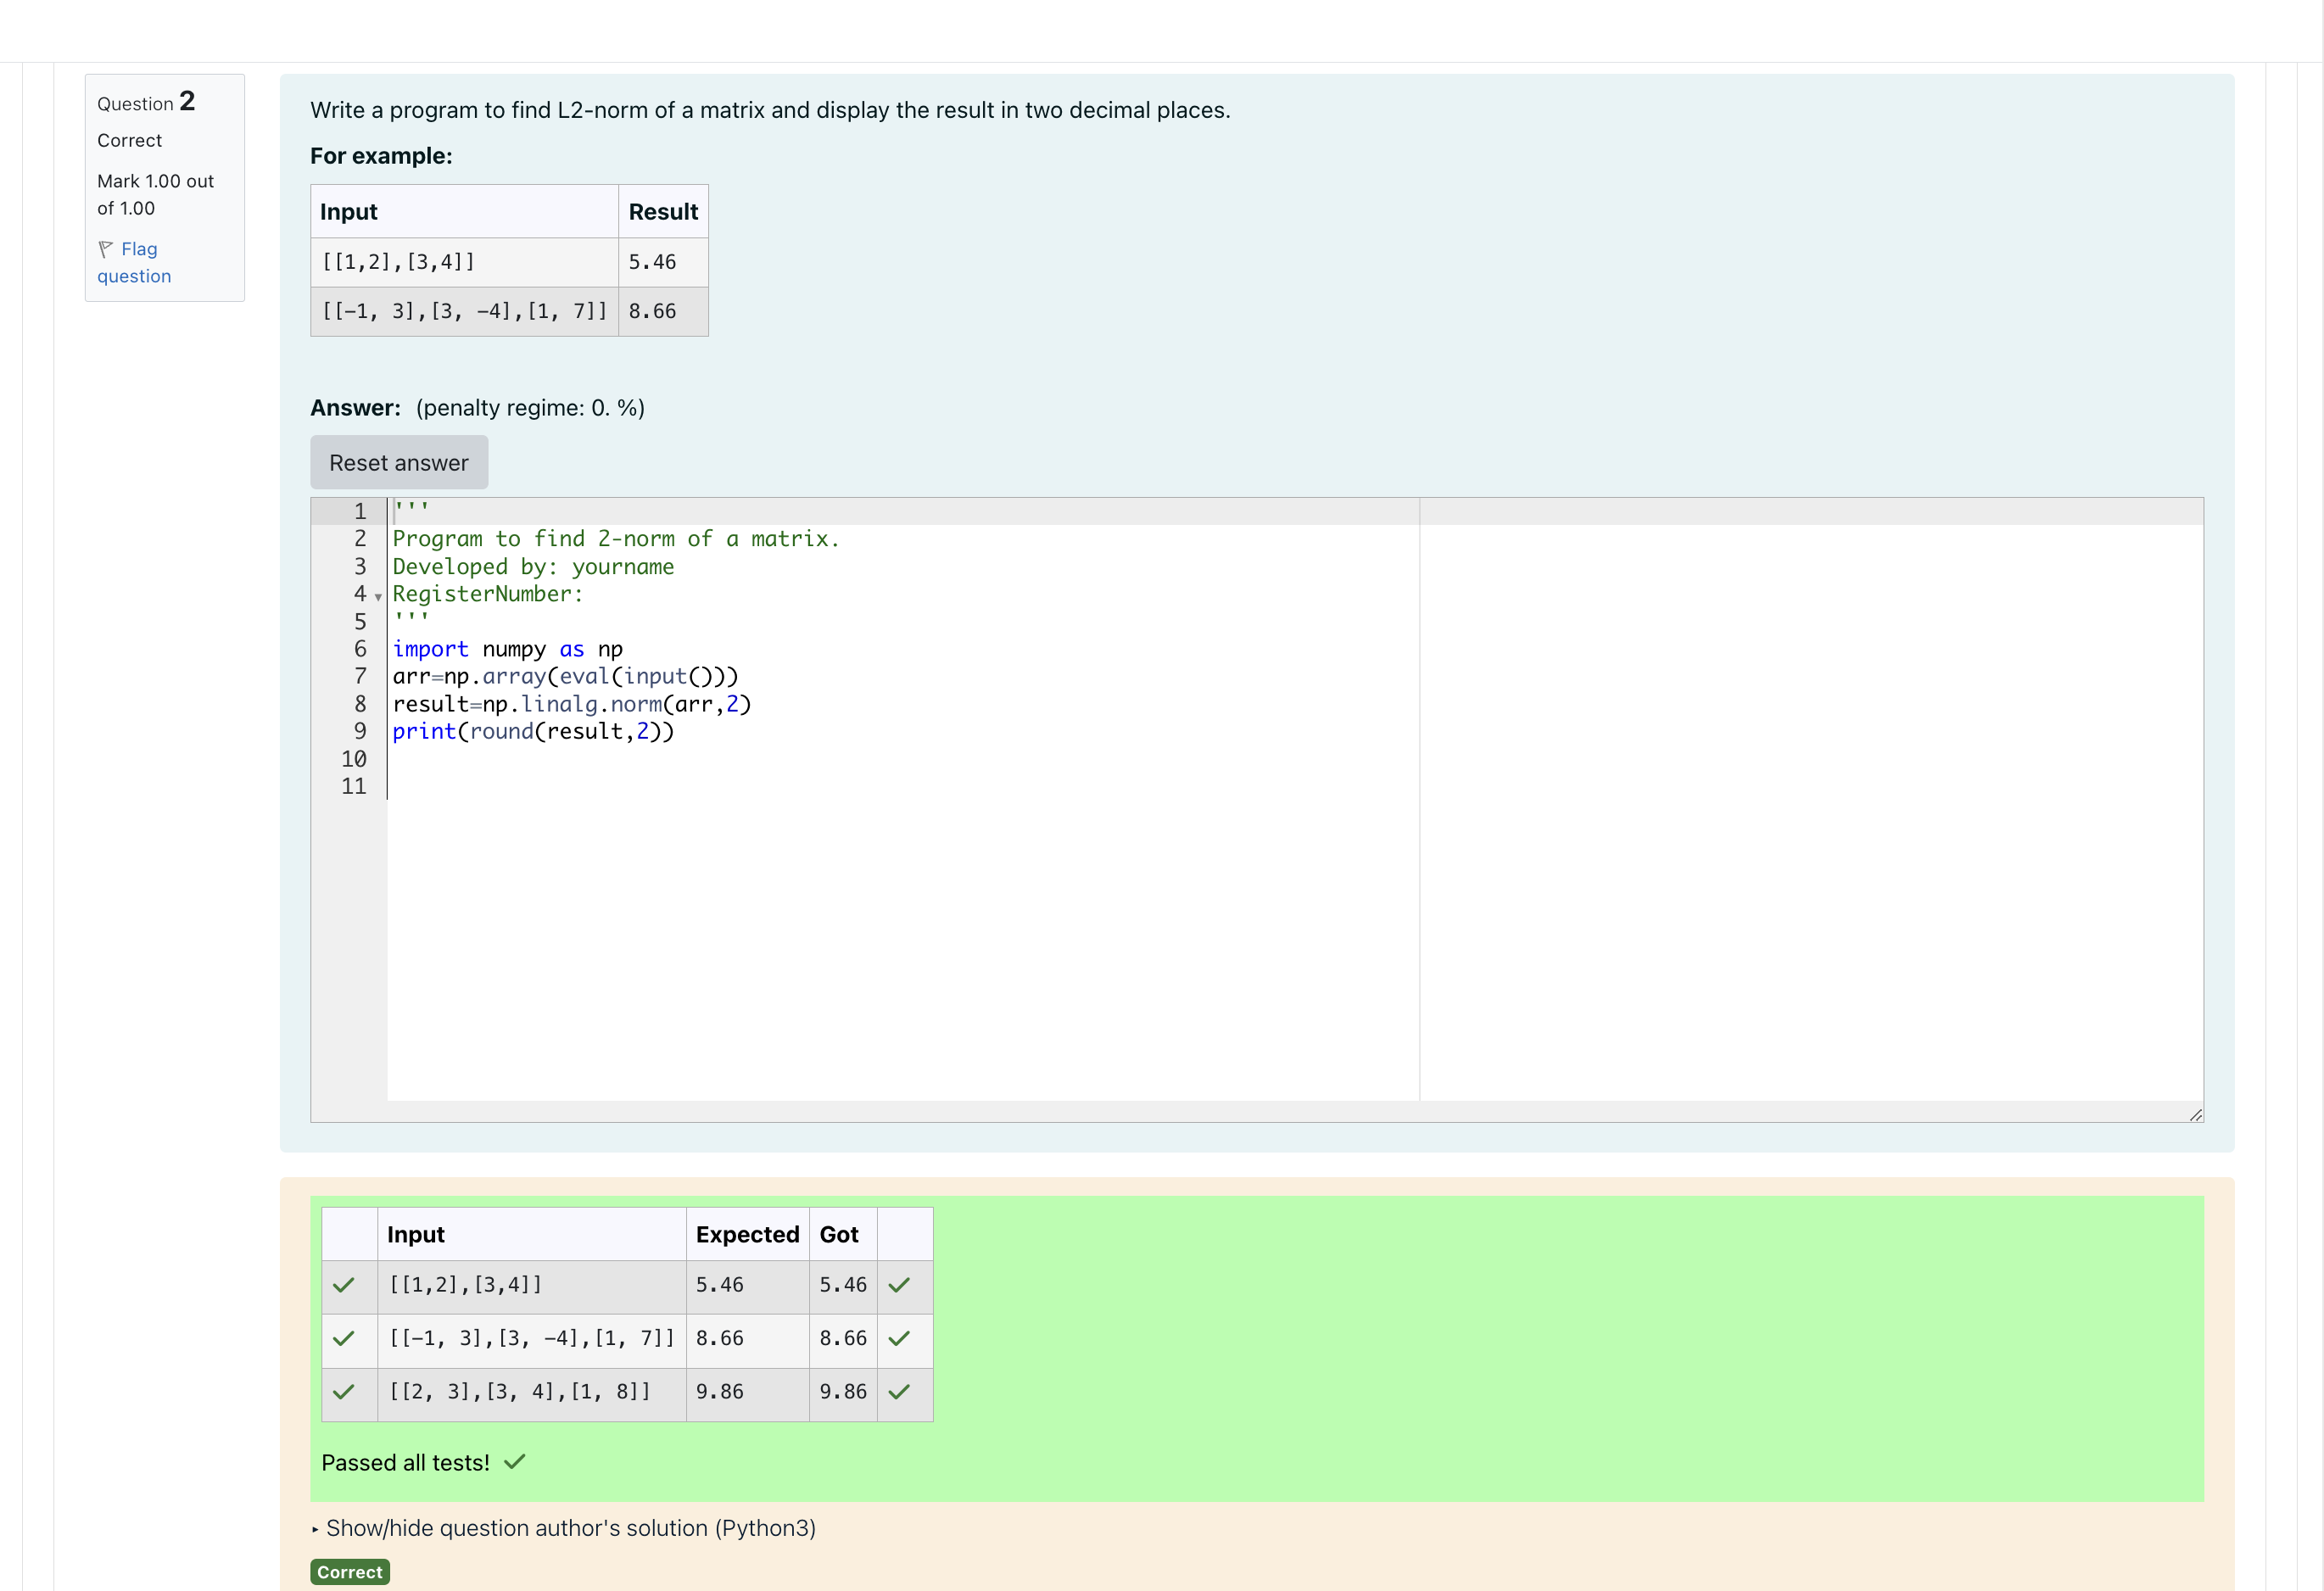 Question 2
Correct
Mark 1.00 out
of 1.00
Flag
question
Write a program to find L2-norm of a matrix and display the result in two decimal places.
For example:
Input Result
[[1,2],[3,4]] 5.46
[[-1, 3],[3, -4],[1, 7]] 8.66
Answer: (penalty regime: 0. %)
Reset answer
1 '''
2 Program to find 2-norm of a matrix.
3 Developed by: yourname
4 RegisterNumber:
5 '''
6 import numpy as np
7 arr=np.array(eval(input()))
8 result=np.linalg.norm(arr,2)
9 print(round(result,2))
10
11
Input Expected Got
[[1,2],[3,4]] 5.46 5.46
[[-1, 3],[3, -4],[1, 7]] 8.66 8.66
[[2, 3],[3, 4],[1, 8]] 9.86 9.86
Passed all tests!
Show/hide question author's solution (Python3)
Correct